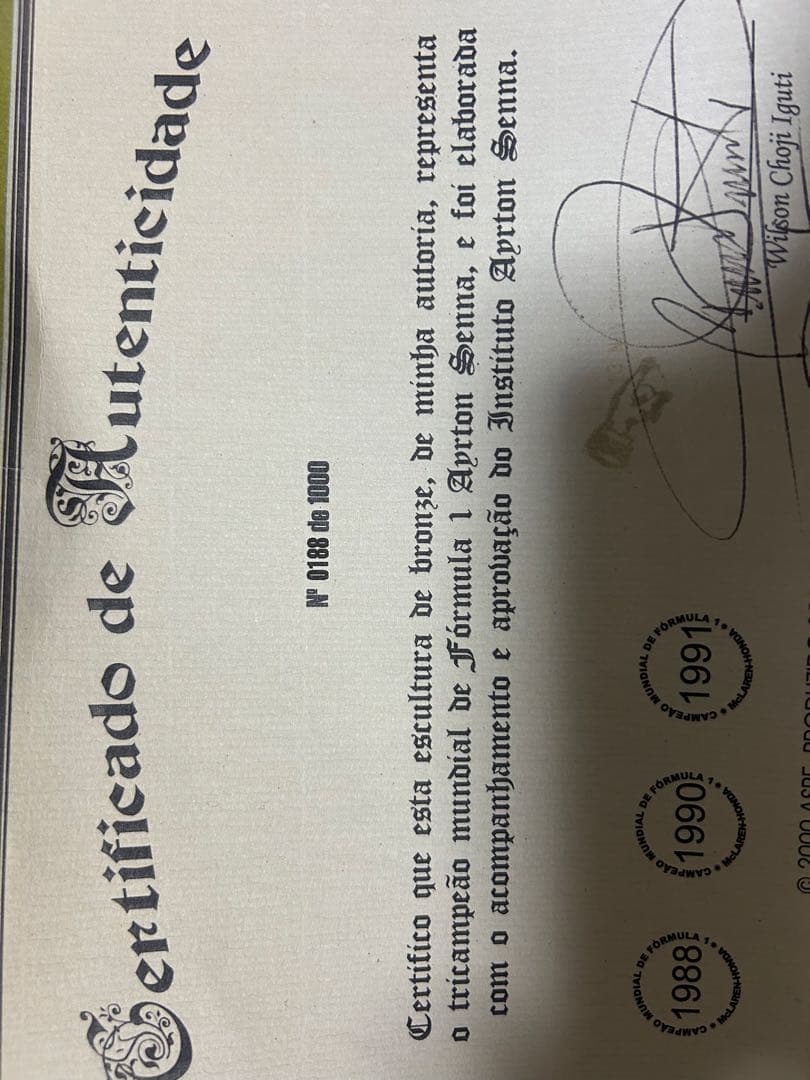 Certificado de Autenticidade
Nº 0188 de 1000
Certifico que esta escultura de bronze, de minha autoria, representa
o tricampeão mundial de Fórmula 1 Ayrton Senna, e foi elaborada
com o acompanhamento e aprovação do Instituto Ayrton Senna.
Wilson Choji Iguti
CAMPEÃO MUNDIAL DE FÓRMULA 1
1988
McLAREN-HONDA
CAMPEÃO MUNDIAL DE FÓRMULA 1
1990
McLAREN-HONDA
CAMPEÃO MUNDIAL DE FÓRMULA 1
1991
McLAREN-HONDA
© 2000